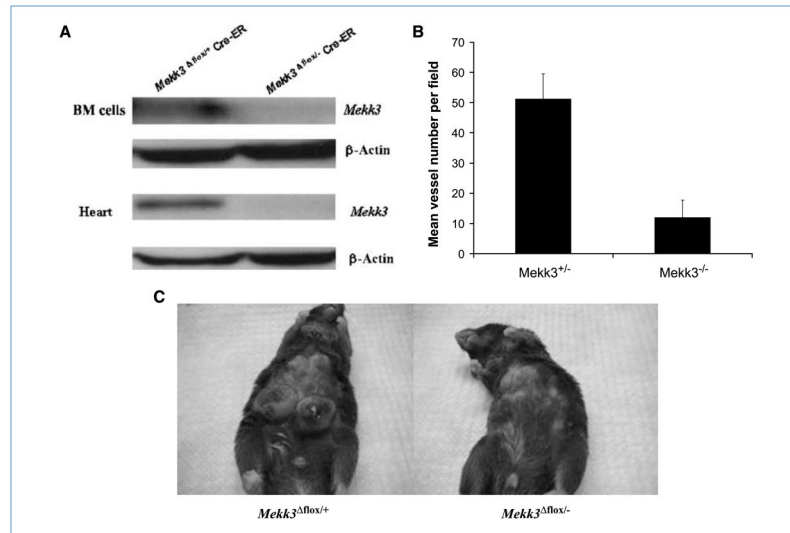 A
Mekk3 Δflox/+ Cre-ER
Mekk3 Δflox/- Cre-ER
BM cells
Mekk3
β-Actin
Heart
Mekk3
β-Actin
B
Mean vessel number per field
70
60
50
40
30
20
10
0
Mekk3+/-
Mekk3-/-
C
Mekk3Δflox/+
Mekk3Δflox/-